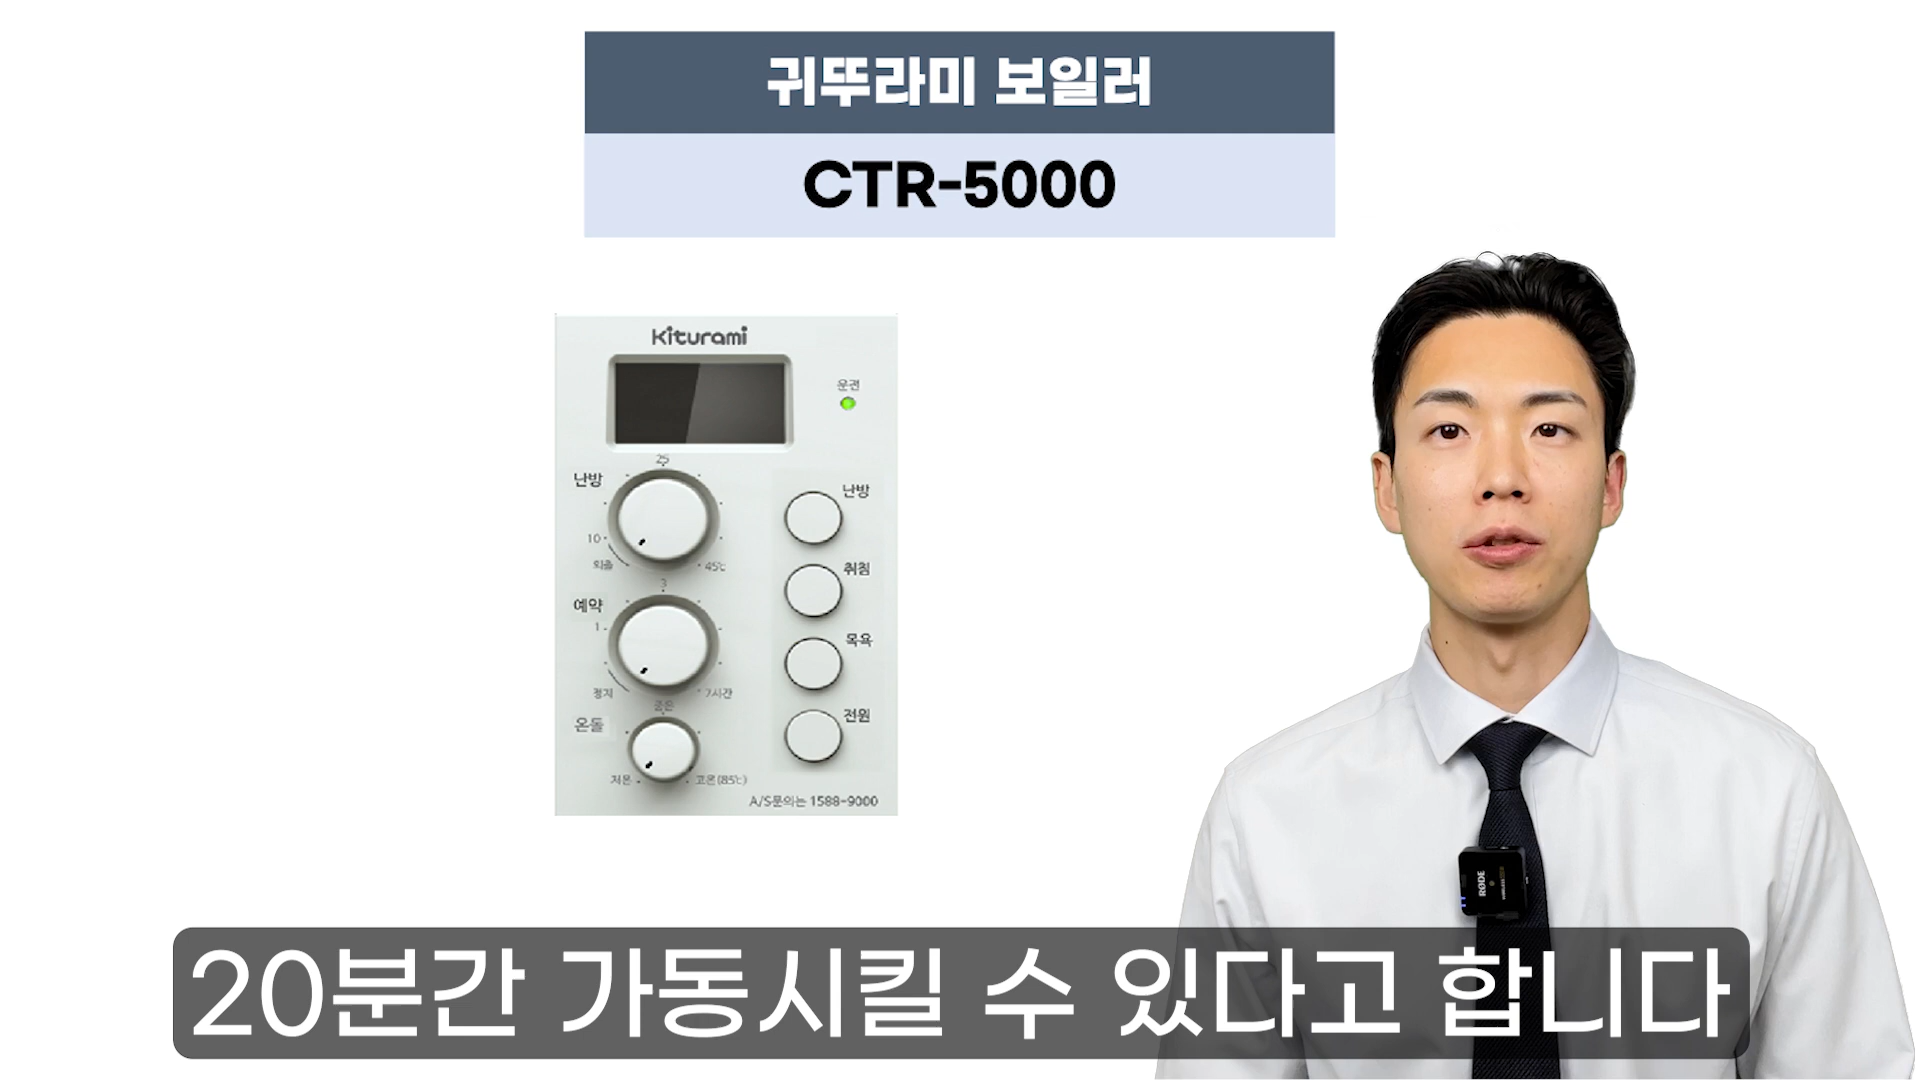 귀뚜라미 보일러
CTR-5000
kiturami
운전
25
난방
난방
10
외출
45℃
취침
3
예약
1
목욕
정지
7시간
온돌
전원
저온
고온(85℃)
A/S문의는 1588-9000
RØDE
20분간 가동시킬 수 있다고 합니다